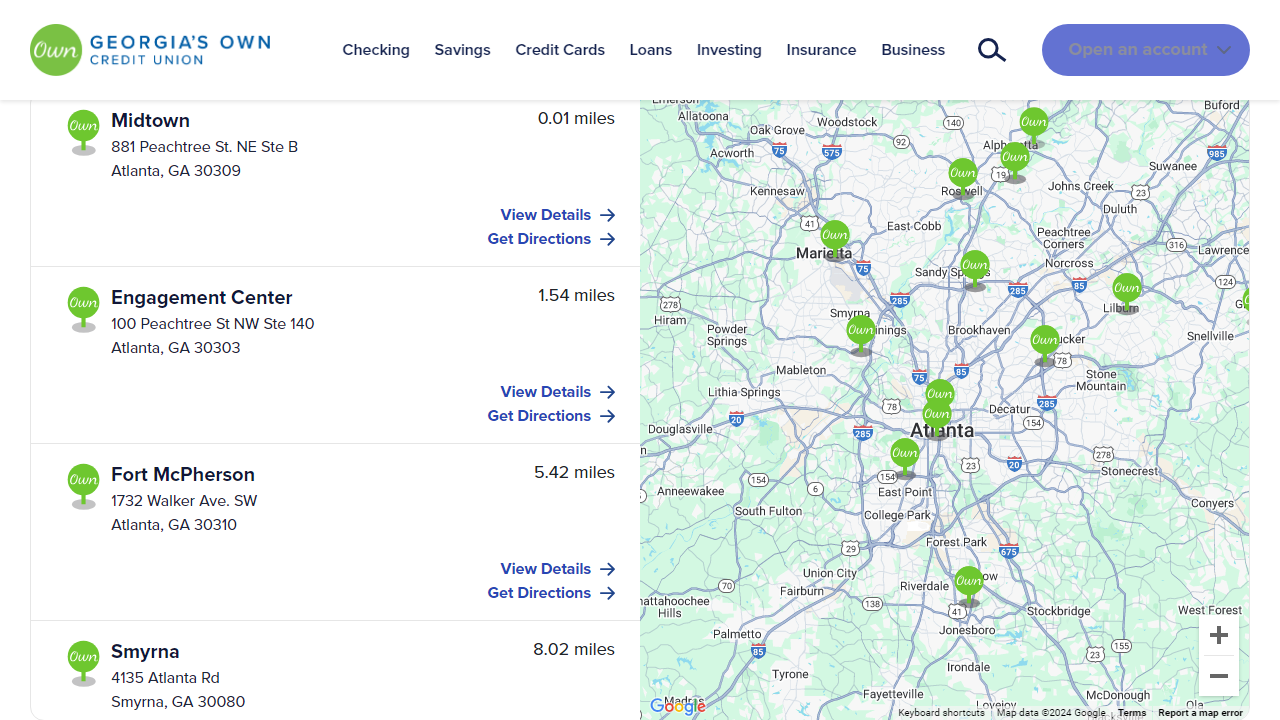 Own GEORGIA'S OWN
CREDIT UNION
Checking
Savings
Credit Cards
Loans
Investing
Insurance
Business
Open an account
Own
Midtown
0.01 miles
881 Peachtree St. NE Ste B
Atlanta, GA 30309
View Details
Get Directions
Own
Engagement Center
1.54 miles
100 Peachtree St NW Ste 140
Atlanta, GA 30303
View Details
Get Directions
Own
Fort McPherson
5.42 miles
1732 Walker Ave. SW
Atlanta, GA 30310
View Details
Get Directions
Own
Smyrna
8.02 miles
4135 Atlanta Rd
Smyrna, GA 30080
Emerson
Allatoona
Woodstock
140
Own
Buford
Oak Grove
92
75
575
Acworth
Own
985
Suwanee
Own
19
Roswell
Johns Creek
23
Kennesaw
Duluth
41
East Cobb
Peachtree
Corners
Own
316
Lawrence
Marietta
75
Own
Sandy
Norcross
285
285
85
Own
124
278
Hiram
Smyrna
Own
nings
Powder
Springs
Brookhaven
Own
ucker
Snellville
78
Mableton
75
85
Stone
Mountain
Lithia Springs
Own
78
285
Decatur
20
Own
154
Douglasville
285
Atlanta
Own
278
23
20
Stonecrest
154
154
6
East Point
Anneewakee
Conyers
South Fulton
College Park
Forest Park
29
675
Union City
Own
ow
70
Fairburn
Riverdale
hattahoochee
Hills
138
41
Stockbridge
West Forest
Palmetto
Jonesboro
85
23
155
Irondale
Tyrone
Fayetteville
McDonough
Google
Keyboard shortcuts
Map data ©2024 Google
Terms
Report a map error